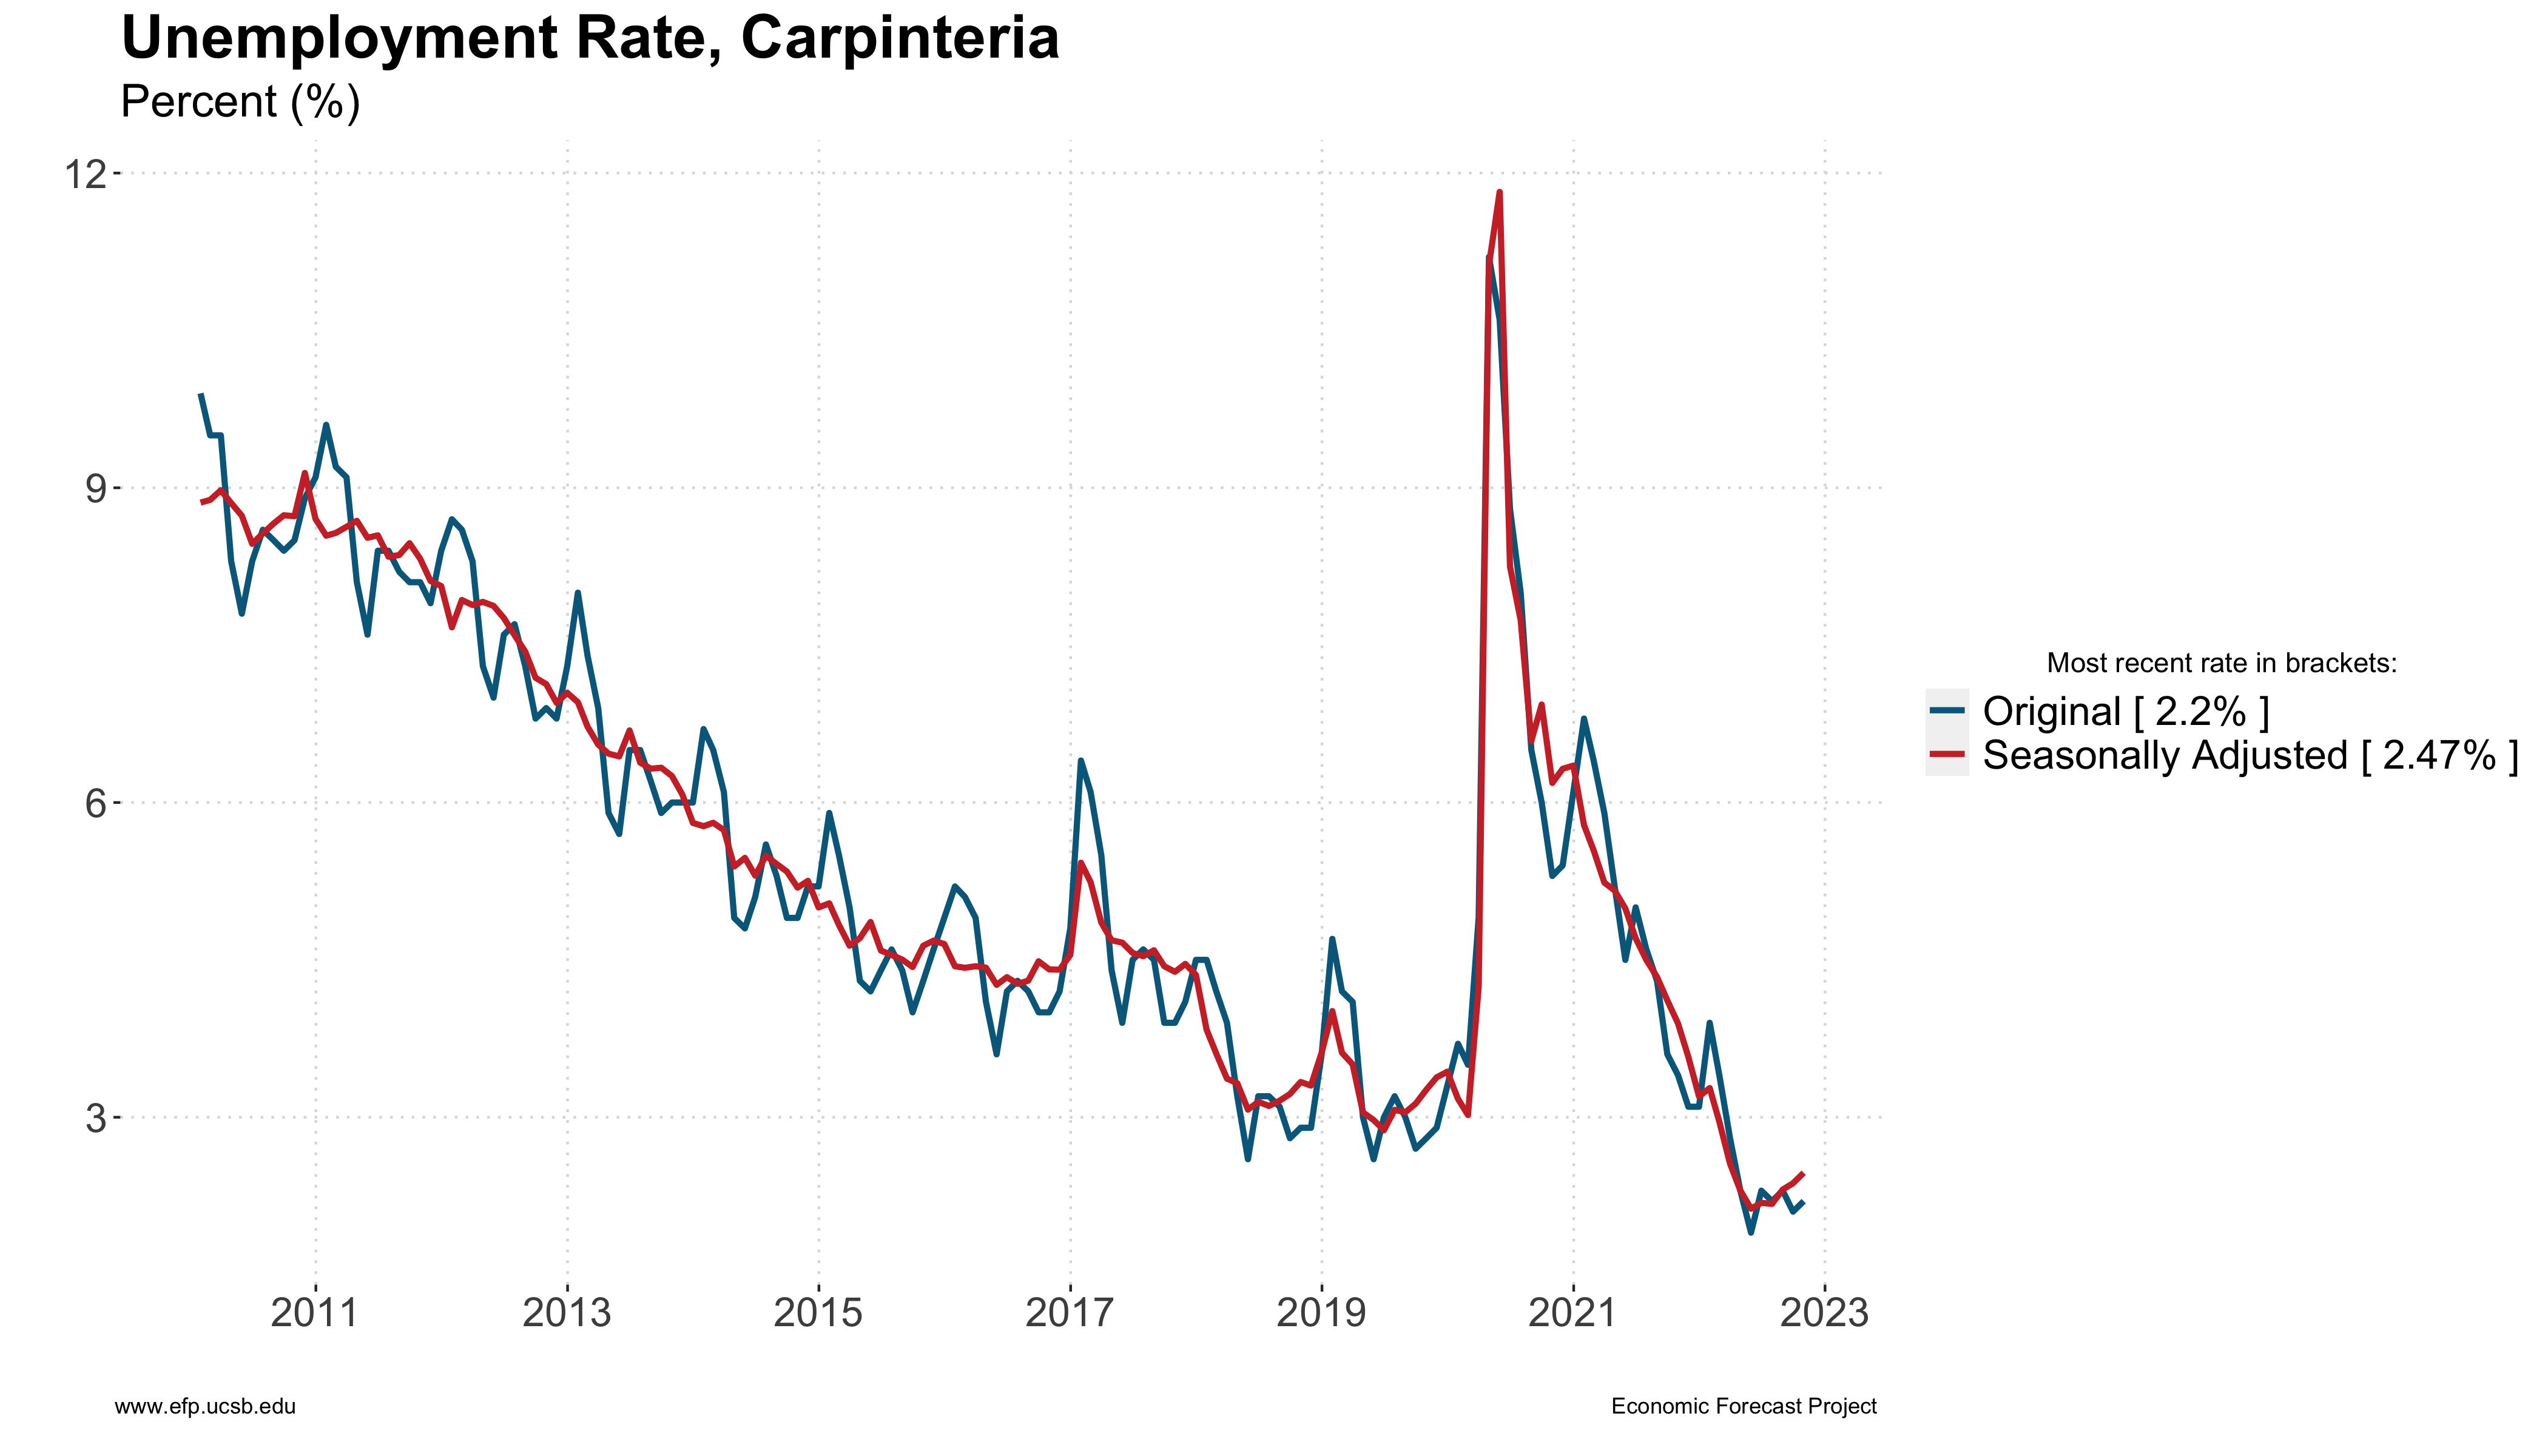 Unemployment Rate, Carpinteria
Percent (%)
12
9
6
3
2011 2013 2015 2017 2019 2021 2023
Most recent rate in brackets:
Original [ 2.2% ]
Seasonally Adjusted [ 2.47% ]
www.efp.ucsb.edu
Economic Forecast Project